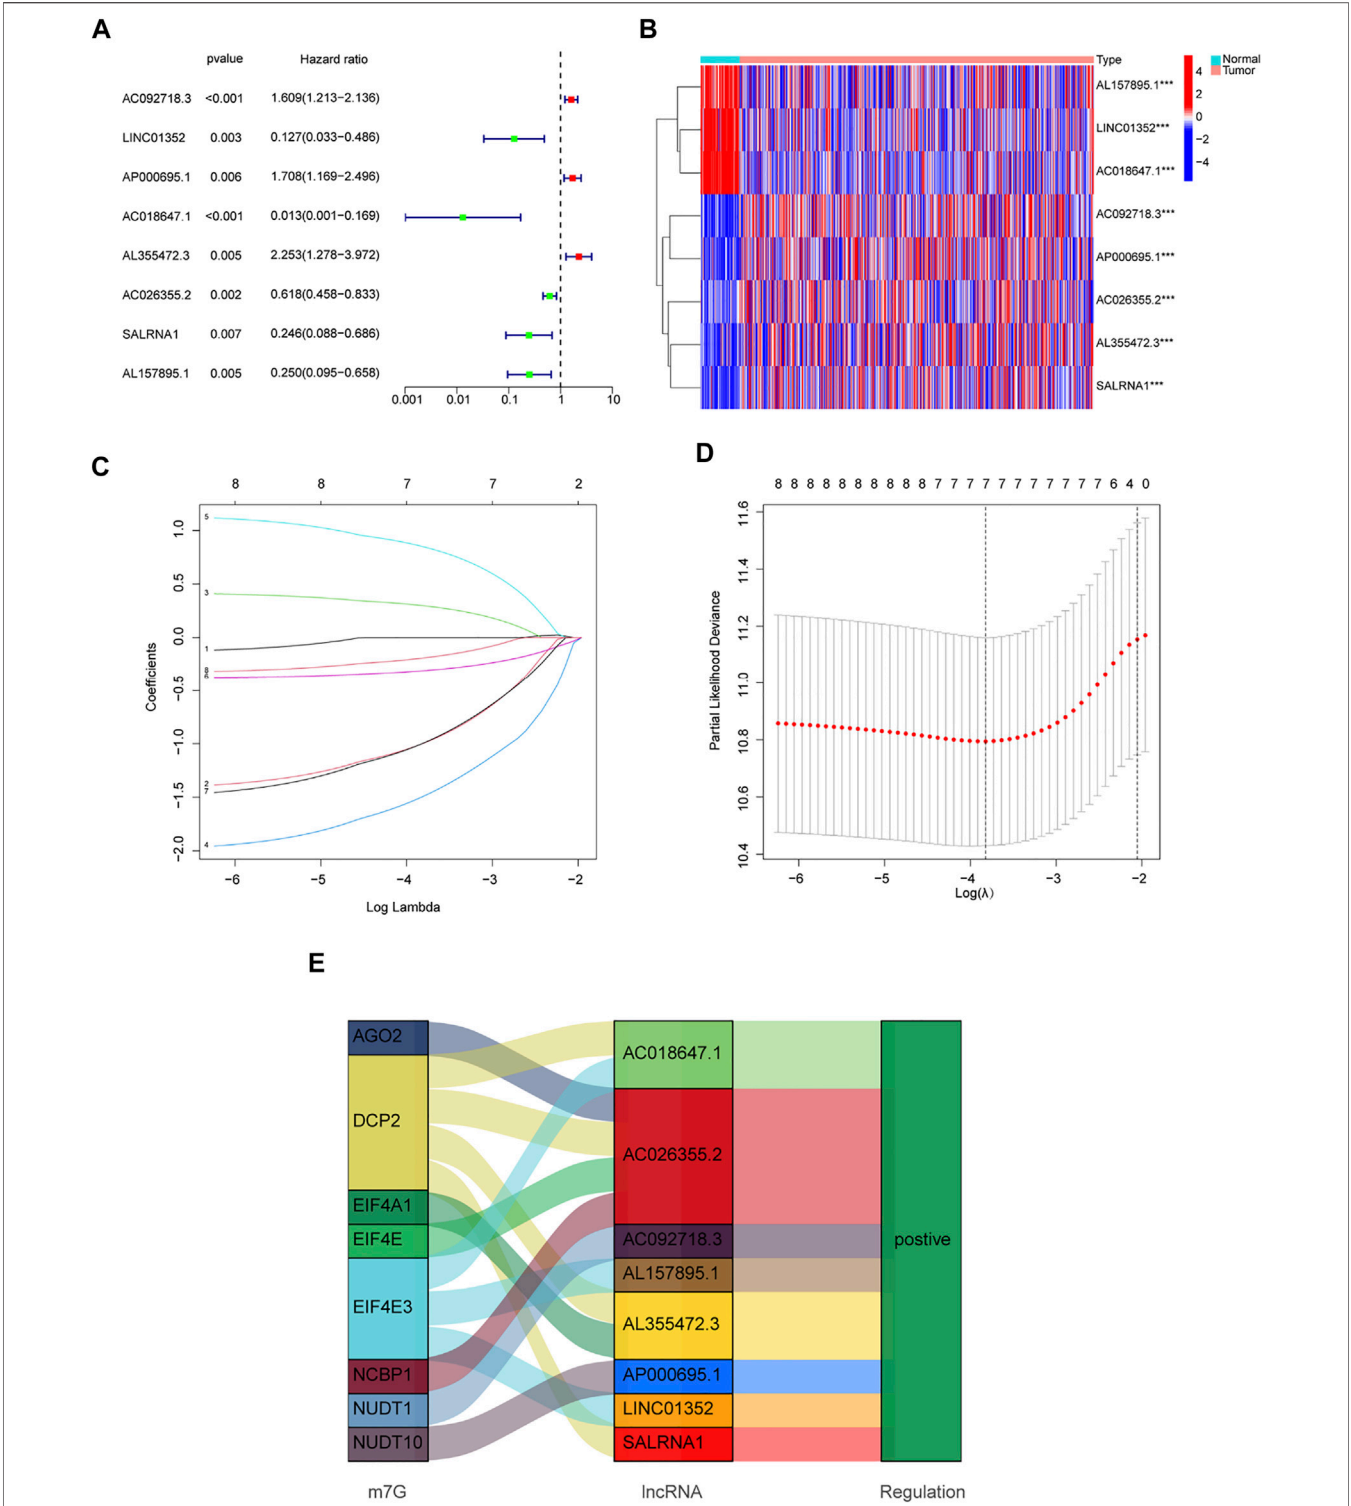 A
pvalue Hazard ratio
AC092718.3 <0.001 1.609(1.213−2.136)
LINC01352 0.003 0.127(0.033−0.486)
AP000695.1 0.006 1.708(1.169−2.496)
AC018647.1 <0.001 0.013(0.001−0.169)
AL355472.3 0.005 2.253(1.278−3.972)
AC026355.2 0.002 0.618(0.458−0.833)
SALRNA1 0.007 0.246(0.088−0.686)
AL157895.1 0.005 0.250(0.095−0.658)
0.001 0.01 0.1 1 10
B
Type
AL157895.1***
LINC01352***
AC018647.1***
AC092718.3***
AP000695.1***
AC026355.2***
AL355472.3***
SALRNA1***
4
2
0
−2
−4
Normal
Tumor
C
8 8 7 7 2
1.0
0.5
0.0
−0.5
−1.0
−1.5
−2.0
Coefficients
5
3
1
8
6
2
7
4
−6 −5 −4 −3 −2
Log Lambda
D
8 8 8 8 8 8 8 8 8 8 7 7 7 7 7 7 7 7 7 7 7 6 4 0
11.6
11.4
11.2
11.0
10.8
10.6
10.4
Partial Likelihood Deviance
−6 −5 −4 −3 −2
Log(λ)
E
AGO2
DCP2
EIF4A1
EIF4E
EIF4E3
NCBP1
NUDT1
NUDT10
AC018647.1
AC026355.2
AC092718.3
AL157895.1
AL355472.3
AP000695.1
LINC01352
SALRNA1
postive
m7G lncRNA Regulation